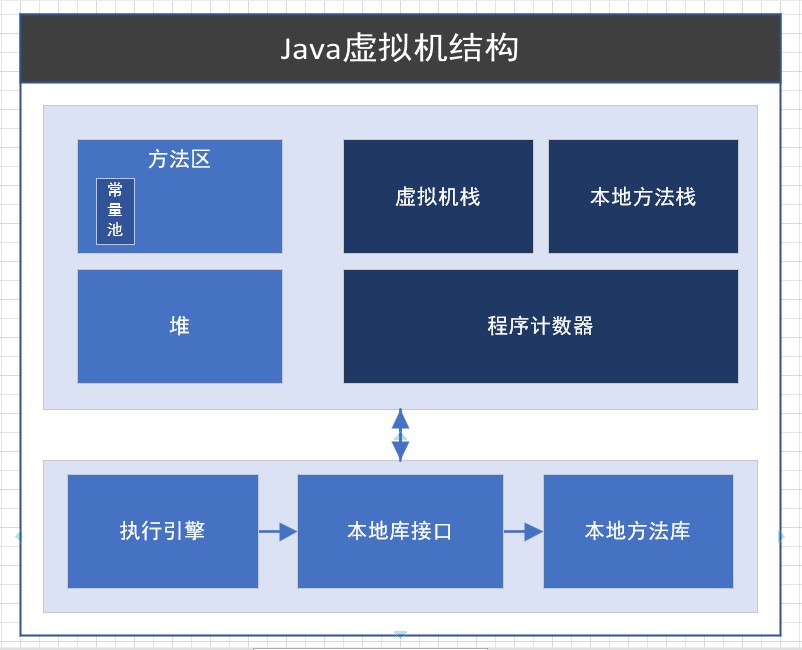 Java虚拟机结构
方法区
常
量
池
虚拟机栈
本地方法栈
堆
程序计数器
执行引擎
本地库接口
本地方法库